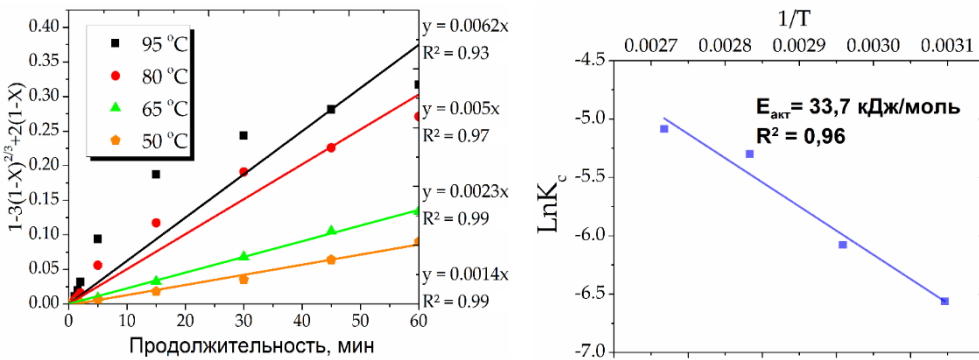 1-3(1-X)^2/3+2(1-X)
0.40
0.35
0.30
0.25
0.20
0.15
0.10
0.05
0.00
95 °C
80 °C
65 °C
50 °C
y = 0.0062x
R² = 0.93
y = 0.005x
R² = 0.97
y = 0.0023x
R² = 0.99
y = 0.0014x
R² = 0.99
0 10 20 30 40 50 60
Продолжительность, мин
1/T
0.0027 0.0028 0.0029 0.0030 0.0031
-4.5
-5.0
-5.5
-6.0
-6.5
-7.0
LnKc
Eакт= 33,7 кДж/моль
R² = 0,96